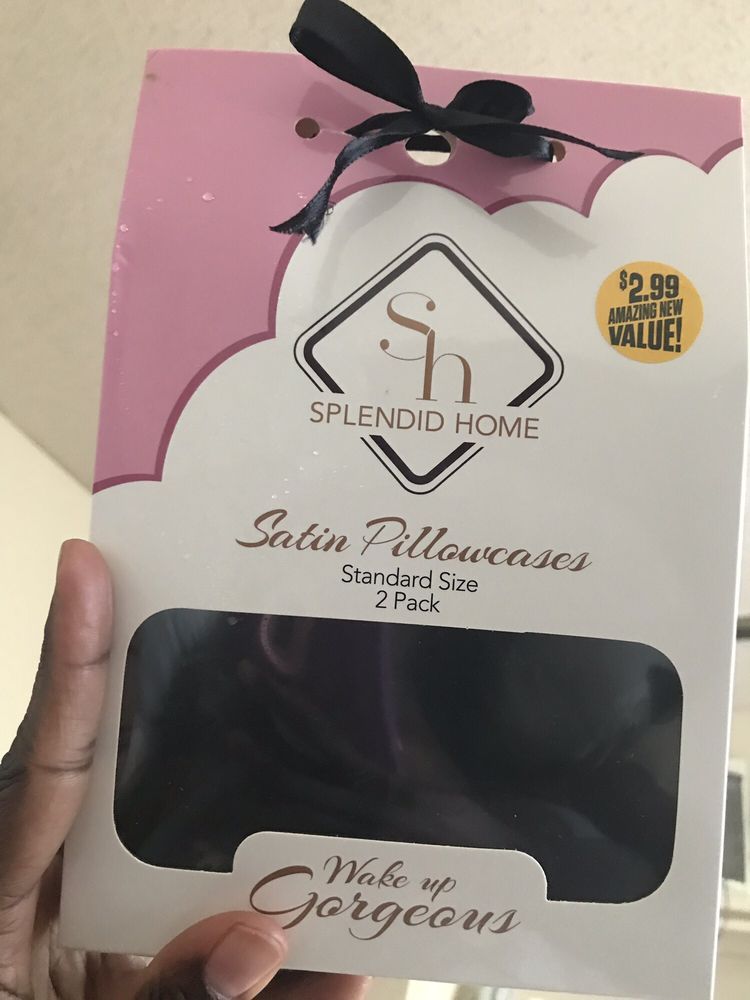 $2.99
AMAZING NEW
VALUE!
Sh
SPLENDID HOME
Satin Pillowcases
Standard Size
2 Pack
Wake up
Gorgeous